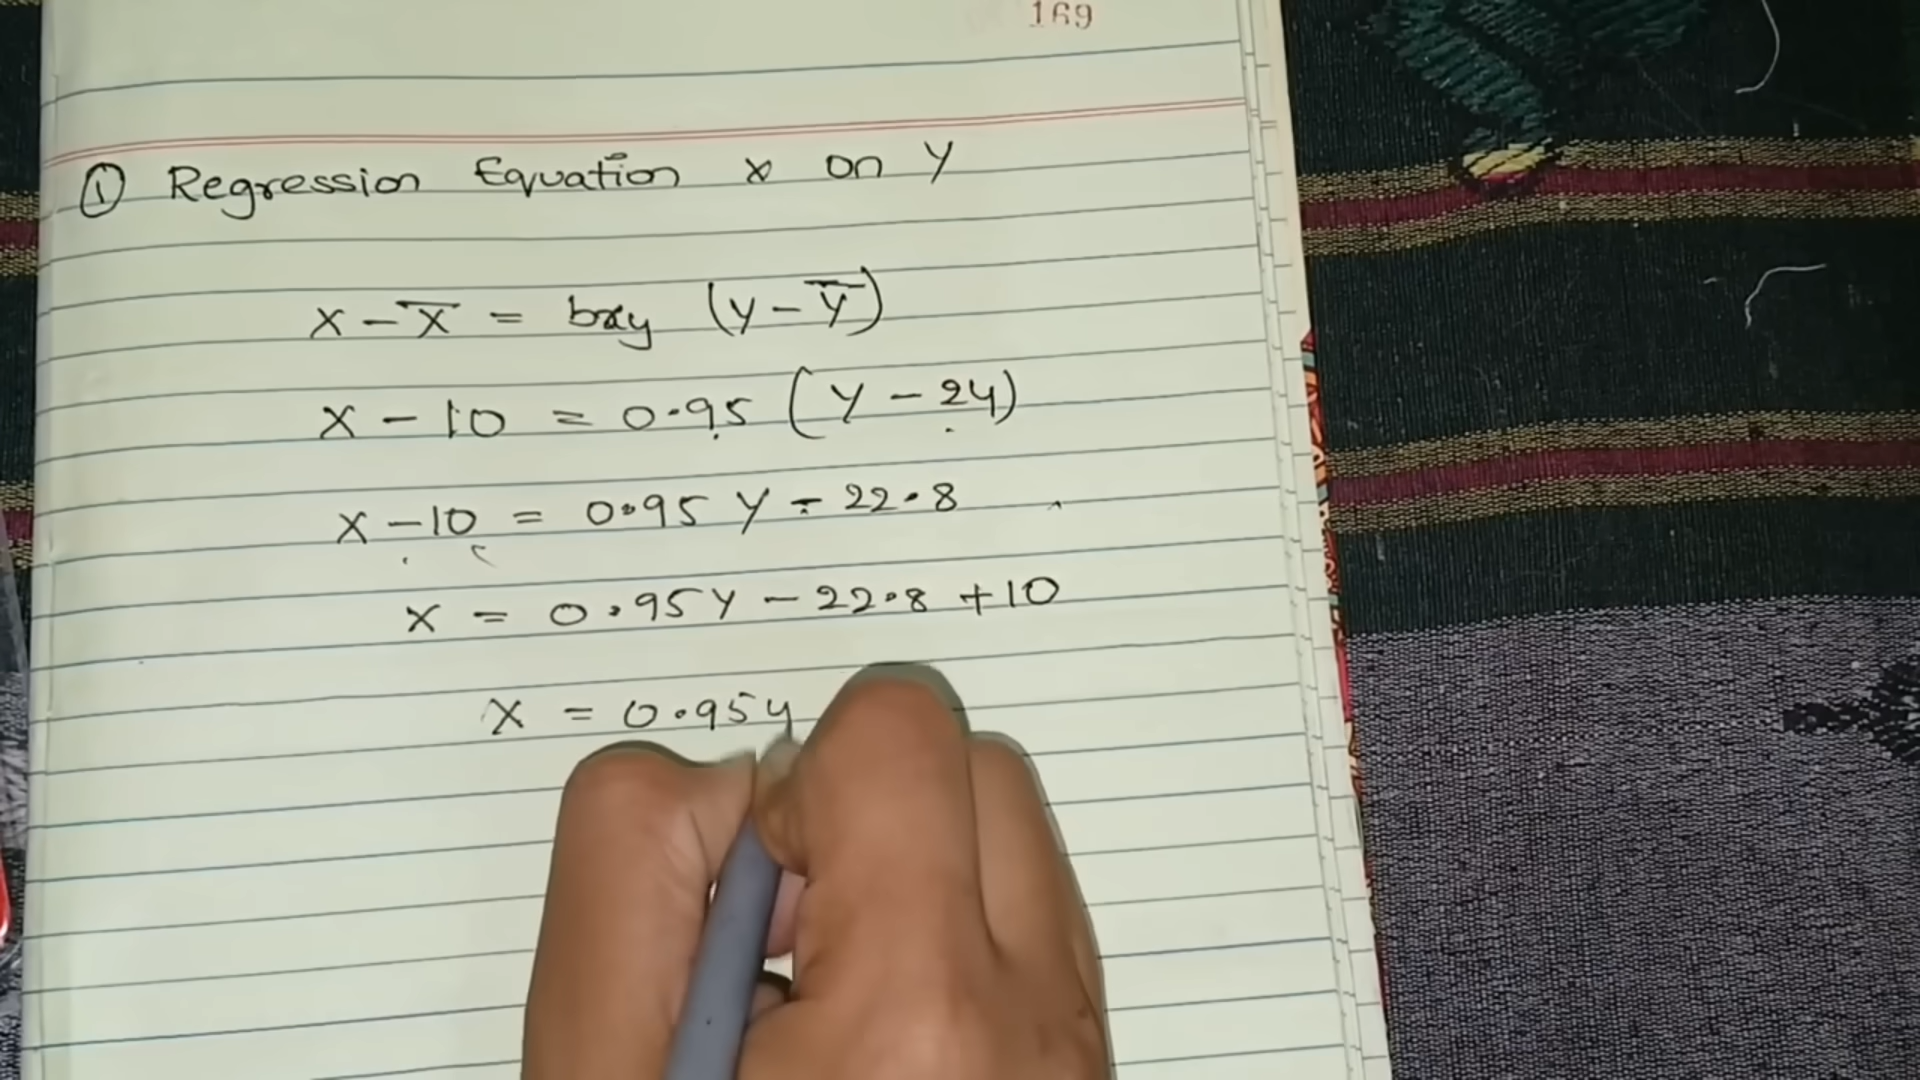 169
① Regression Equation x on y
x - x̄ = bxy (y - ȳ)
x - 10 = 0.95 (y - 24)
x - 10 = 0.95 y - 22.8
x = 0.95y - 22.8 + 10
x = 0.95y